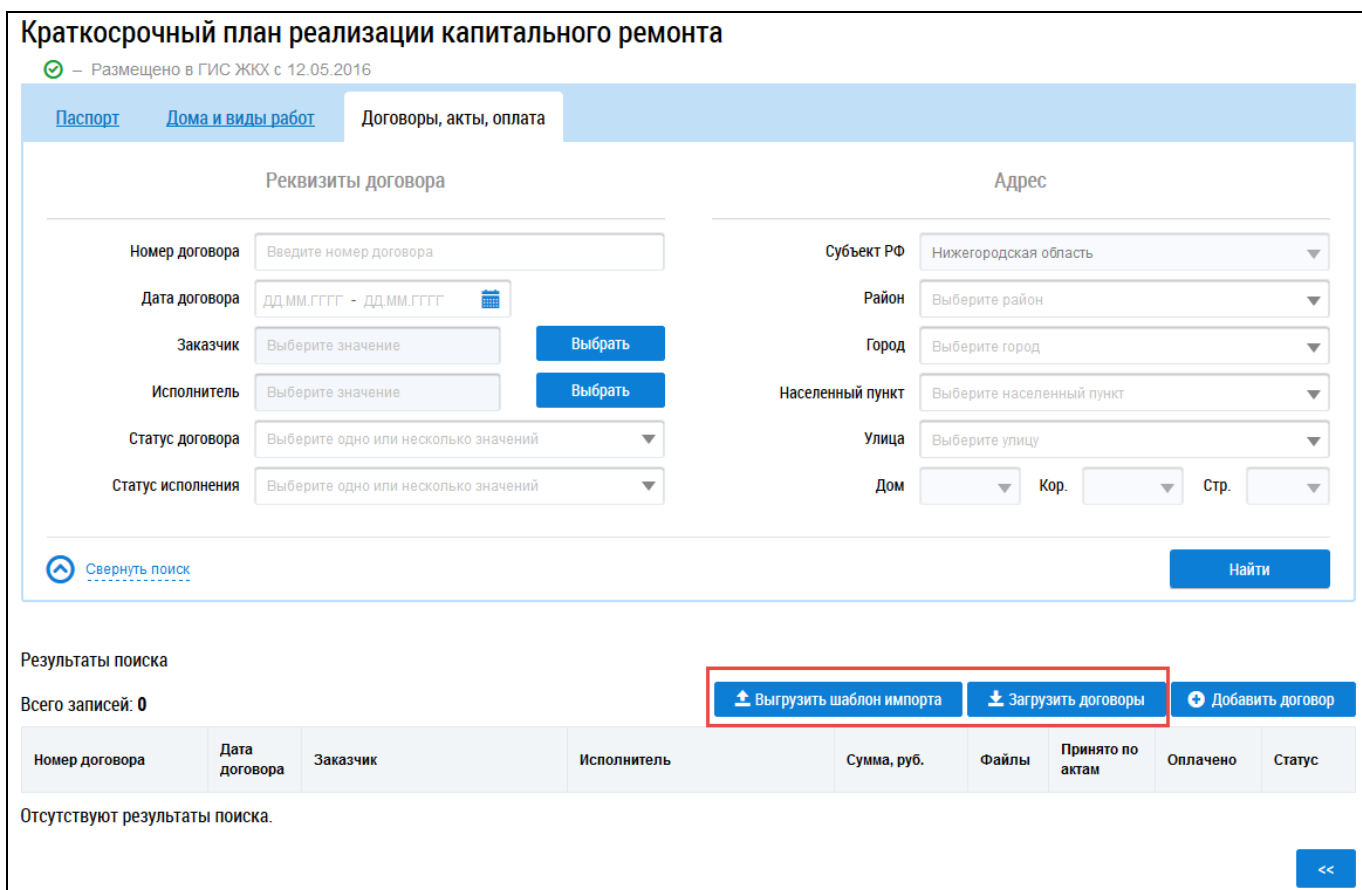 Краткосрочный план реализации капитального ремонта
– Размещено в ГИС ЖКХ с 12.05.2016
Паспорт Дома и виды работ Договоры, акты, оплата
Реквизиты договора Адрес
Номер договора Введите номер договора Субъект РФ Нижегородская область
Дата договора ДД.ММ.ГГГГ - ДД.ММ.ГГГГ Район Выберите район
Заказчик Выберите значение Выбрать Город Выберите город
Исполнитель Выберите значение Выбрать Населенный пункт Выберите населенный пункт
Статус договора Выберите одно или несколько значений Улица Выберите улицу
Статус исполнения Выберите одно или несколько значений Дом Кор. Стр.
Свернуть поиск Найти
Результаты поиска
Всего записей: 0 Выгрузить шаблон импорта Загрузить договоры Добавить договор
Номер договора Дата договора Заказчик Исполнитель Сумма, руб. Файлы Принято по актам Оплачено Статус
Отсутствуют результаты поиска.
<<